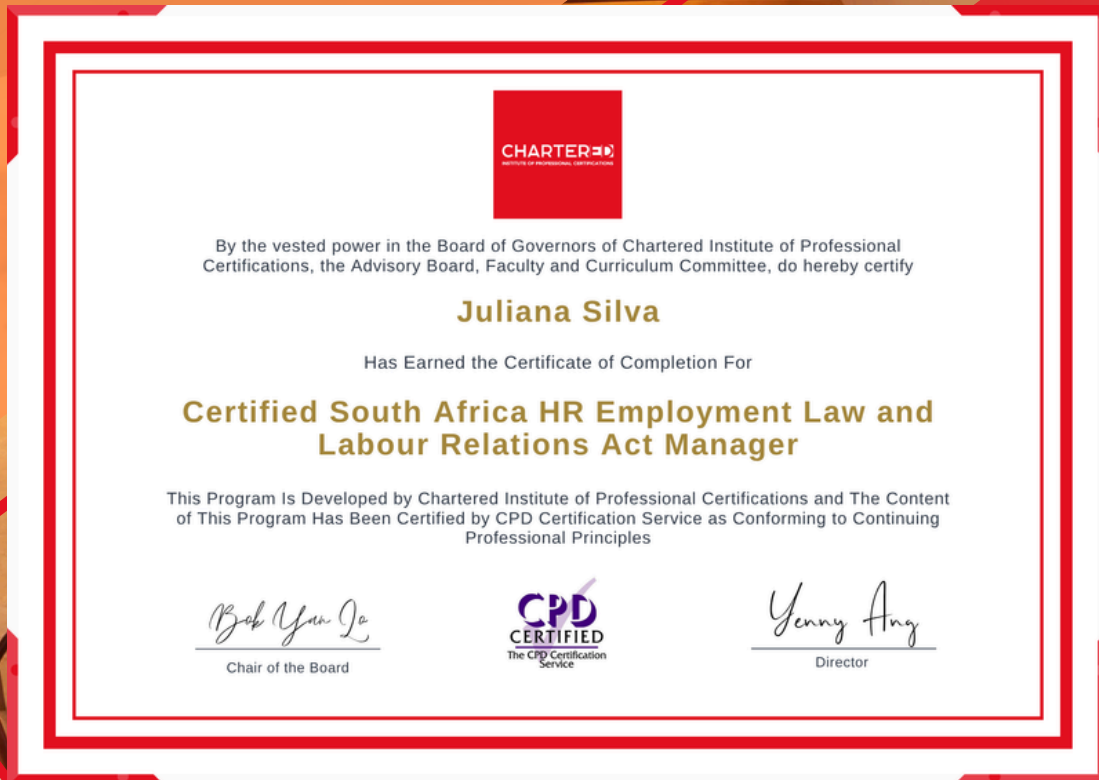 CHARTERED
INSTITUTE OF PROFESSIONAL CERTIFICATIONS
By the vested power in the Board of Governors of Chartered Institute of Professional
Certifications, the Advisory Board, Faculty and Curriculum Committee, do hereby certify
Juliana Silva
Has Earned the Certificate of Completion For
Certified South Africa HR Employment Law and
Labour Relations Act Manager
This Program Is Developed by Chartered Institute of Professional Certifications and The Content
of This Program Has Been Certified by CPD Certification Service as Conforming to Continuing
Professional Principles
Bok Yan Lo
Chair of the Board
CPD
CERTIFIED
The CPD Certification
Service
Yenny Ang
Director